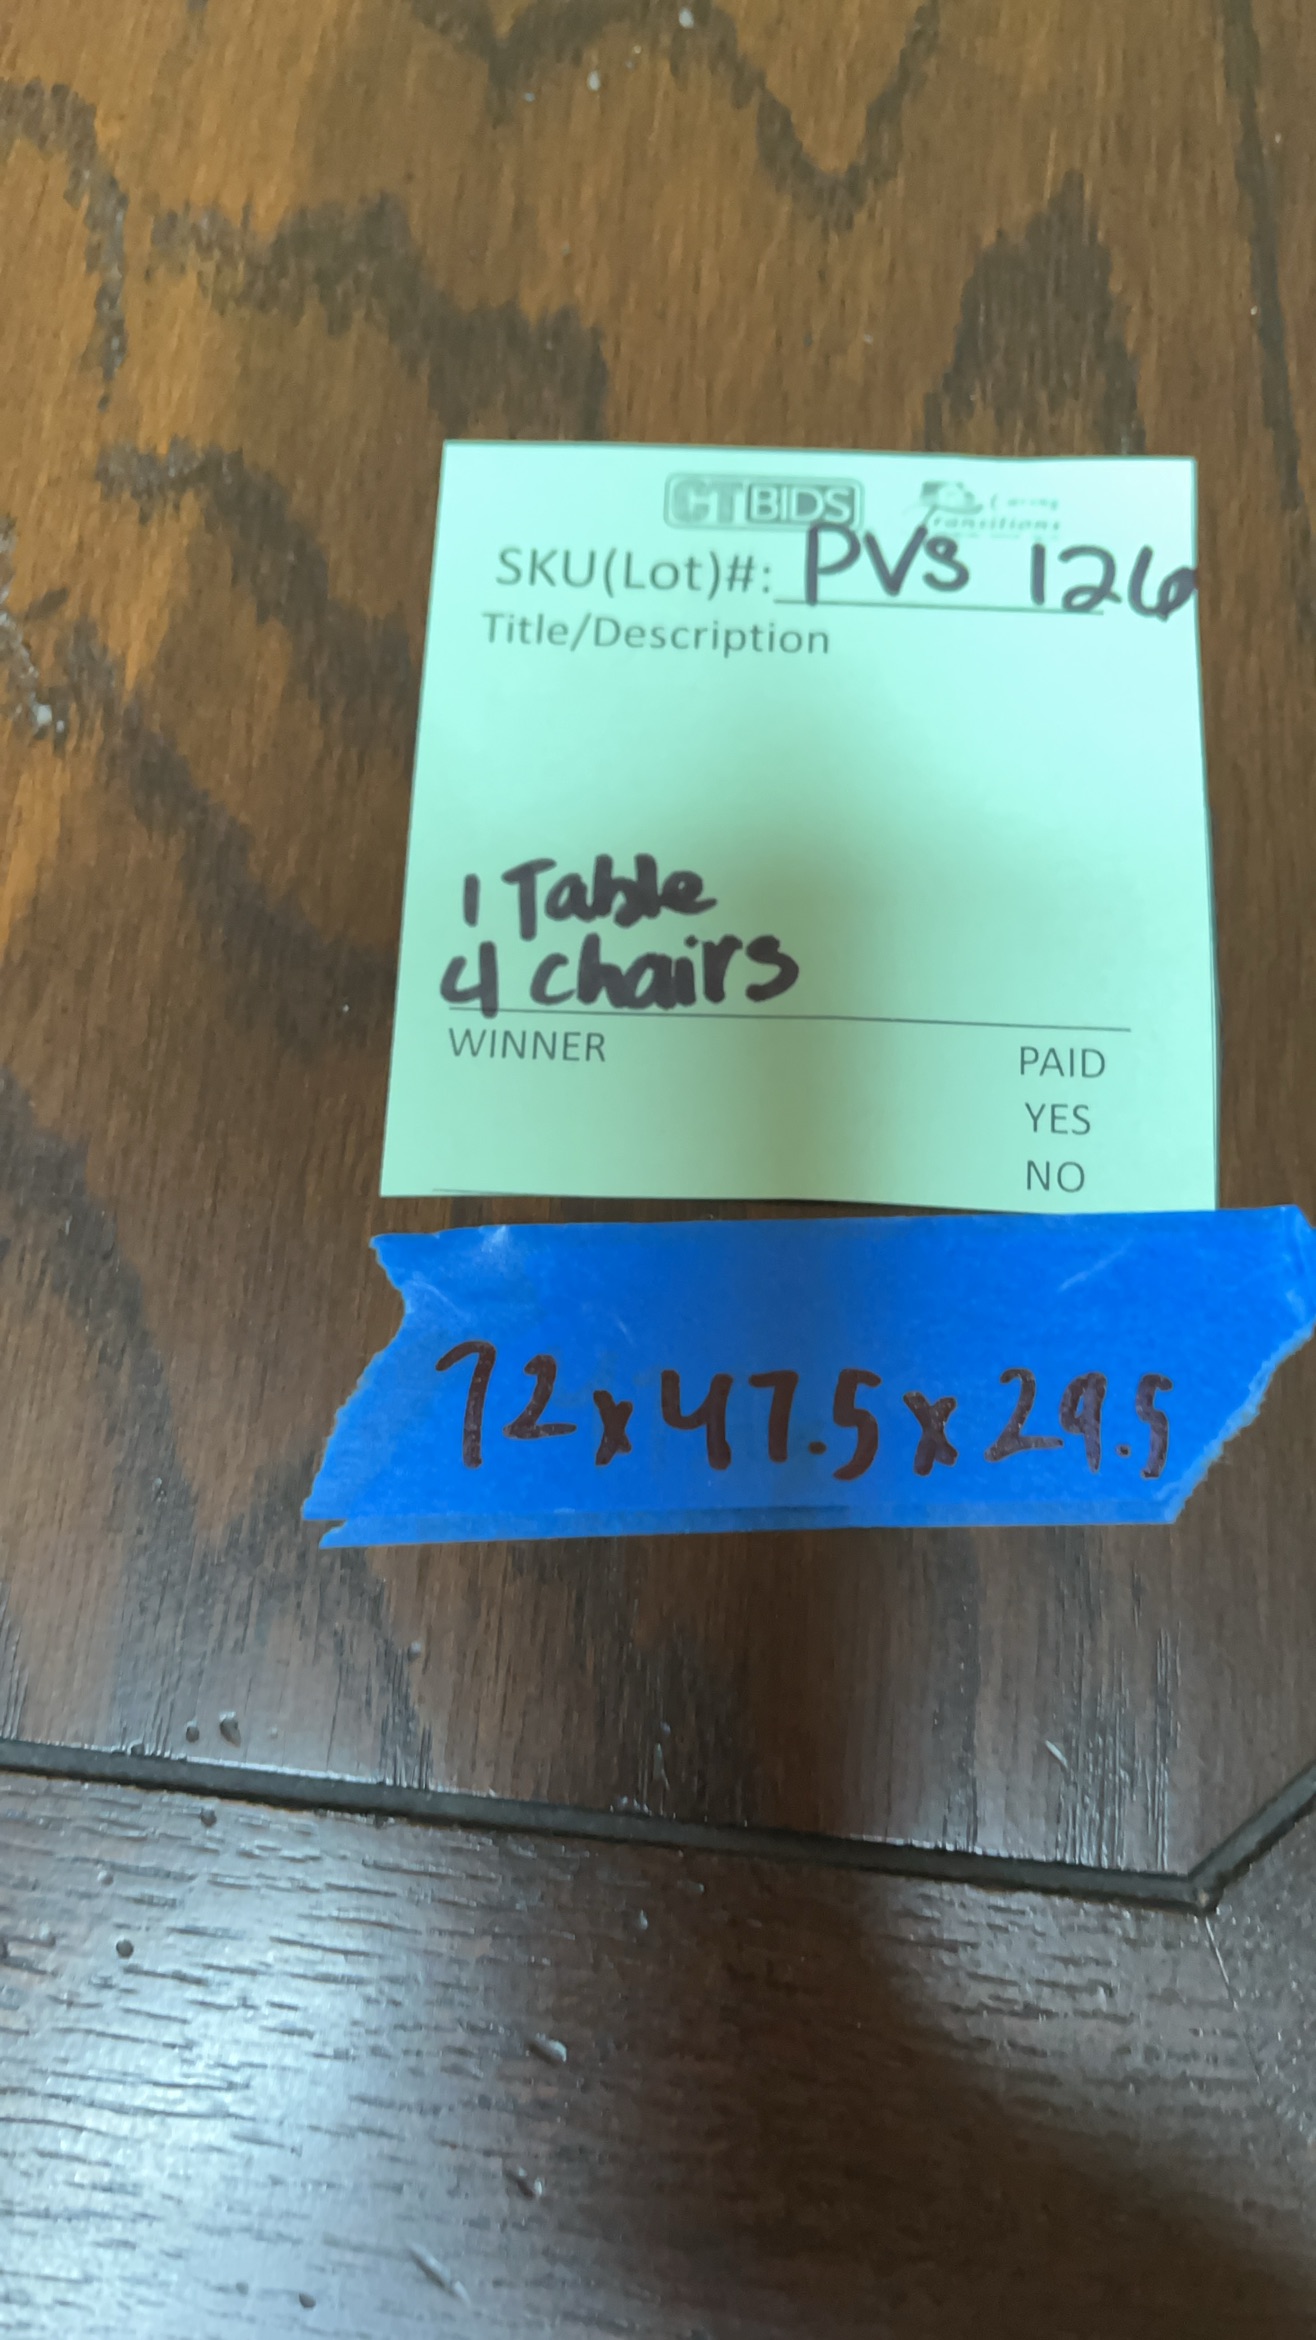 CTBIDS Caring Transitions
SKU(Lot)#: PVS 126
Title/Description
1 Table
4 chairs
WINNER PAID
YES
NO
72x47.5x29.5